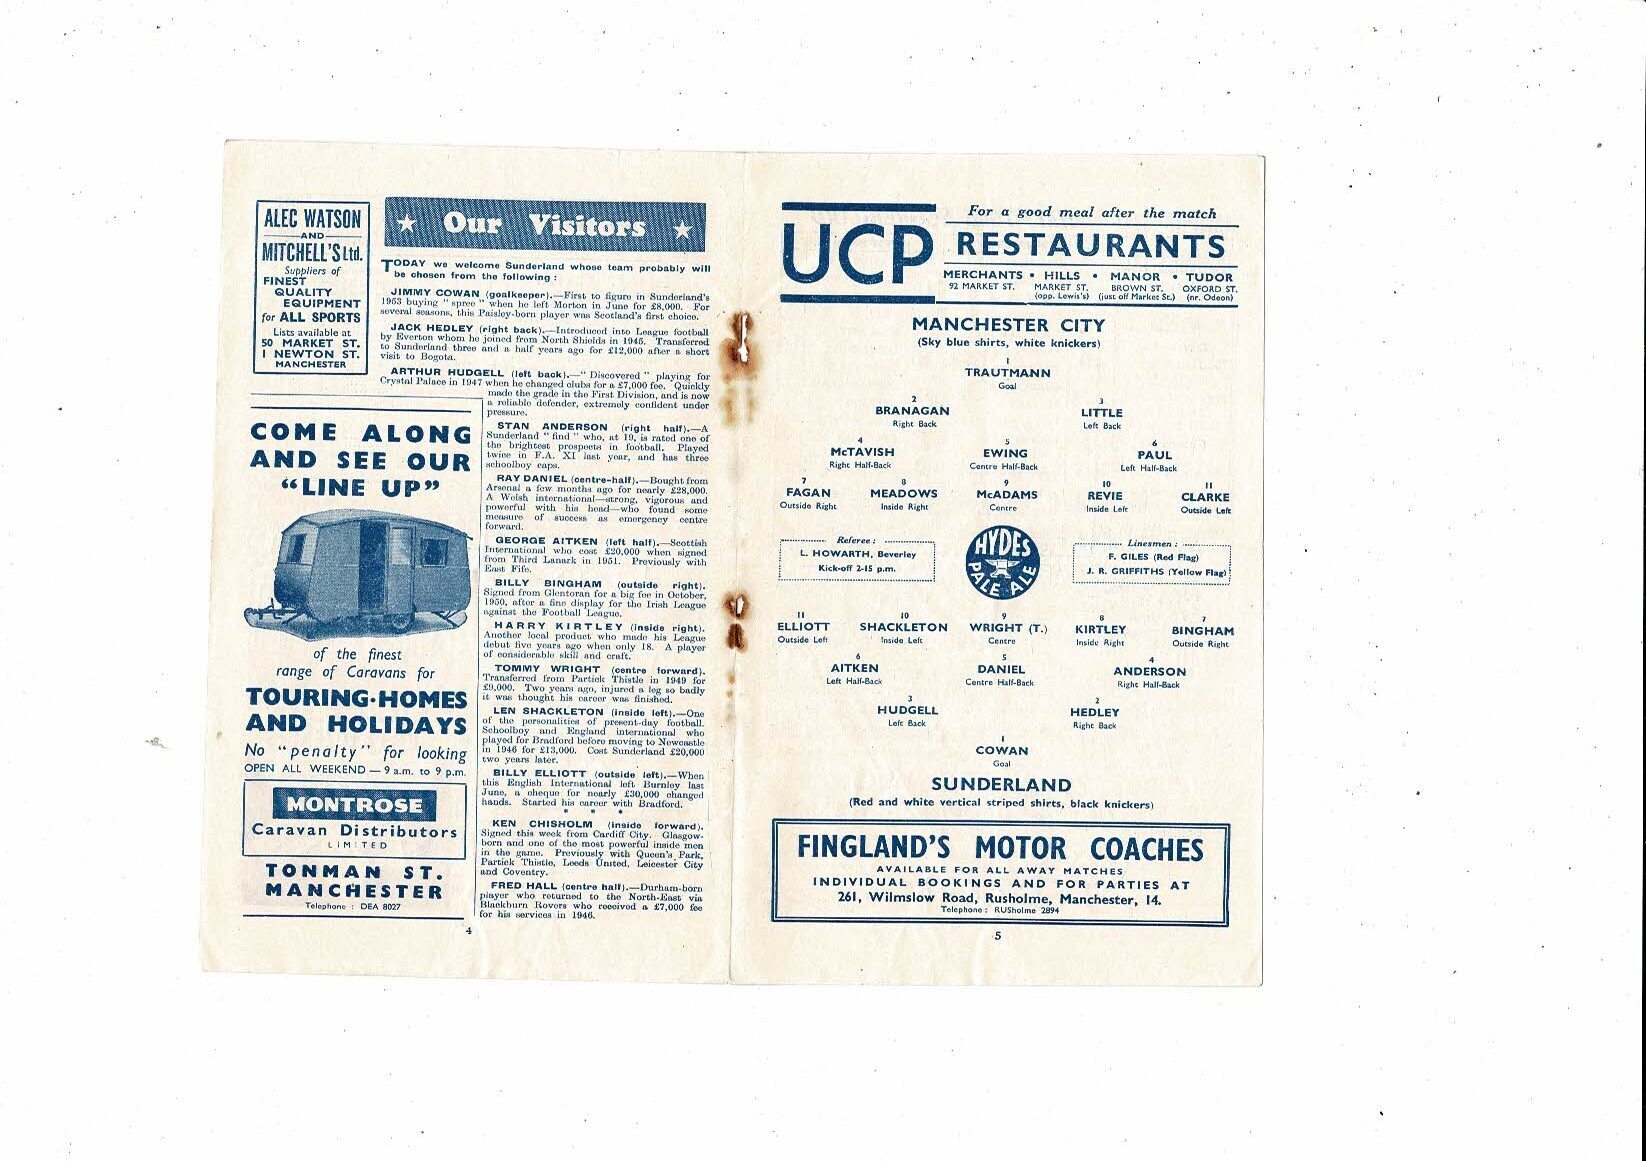 ALEC WATSON
AND
MITCHELL'S Ltd.
Suppliers of
FINEST
QUALITY
EQUIPMENT
for ALL SPORTS
Lists available at
50 MARKET ST.
1 NEWTON ST.
MANCHESTER
Our Visitors
TODAY we welcome Sunderland whose team probably will
be chosen from the following :
JIMMY COWAN (goalkeeper).—First to figure in Sunderland's
1953 buying "spree" when he left Morton in June for £8,000. For
several seasons, this Paisley-born player was Scotland's first choice.
JACK HEDLEY (right back).—Introduced into League football
by Everton whom he joined from North Shields in 1945. Transferred
to Sunderland three and a half years ago for £12,000 after a short
visit to Bogota.
ARTHUR HUDGELL (left back).—"Discovered" playing for
Crystal Palace in 1947 when he changed clubs for a £7,000 fee. Quickly
made the grade in the First Division, and is now
a reliable defender, extremely confident under
pressure.
STAN ANDERSON (right half).—A
Sunderland "find" who, at 19, is rated one of
the brightest prospects in football. Played
twice in F.A. XI last year, and has three
schoolboy caps.
RAY DANIEL (centre-half).—Bought from
Arsenal a few months ago for nearly £28,000.
A Welsh international—strong, vigorous and
powerful with his head—who found some
measure of success as emergency centre
forward.
GEORGE AITKEN (left half).—Scottish
International who cost £20,000 when signed
from Third Lanark in 1951. Previously with
East Fife.
BILLY BINGHAM (outside right).
Signed from Glentoran for a big fee in October,
1950, after a fine display for the Irish League
against the Football League.
HARRY KIRTLEY (inside right).
Another local product who made his League
debut five years ago when only 18. A player
of considerable skill and craft.
TOMMY WRIGHT (centre forward).
Transferred from Partick Thistle in 1949 for
£9,000. Two years ago, injured a leg so badly
it was thought his career was finished.
LEN SHACKLETON (inside left).—One
of the personalities of present-day football.
Schoolboy and England international who
played for Bradford before moving to Newcastle
in 1946 for £13,000. Cost Sunderland £20,000
two years later.
BILLY ELLIOTT (outside left).—When
this English International left Burnley last
June, a cheque for nearly £30,000 changed
hands. Started his career with Bradford.
* * *
KEN CHISHOLM (inside forward).
Signed this week from Cardiff City. Glasgow-
born and one of the most powerful inside men
in the game. Previously with Queen's Park,
Partick Thistle, Leeds United, Leicester City
and Coventry.
FRED HALL (centre half).—Durham-born
player who returned to the North-East via
Blackburn Rovers who received a £7,000 fee
for his services in 1946.
COME ALONG
AND SEE OUR
"LINE UP"
of the finest
range of Caravans for
TOURING·HOMES
AND HOLIDAYS
No "penalty" for looking
OPEN ALL WEEKEND — 9 a.m. to 9 p.m.
MONTROSE
Caravan Distributors
LIMITED
TONMAN ST.
MANCHESTER
Telephone : DEA 8027
4
For a good meal after the match
UCP RESTAURANTS
MERCHANTS • HILLS • MANOR • TUDOR
92 MARKET ST. MARKET ST. BROWN ST. OXFORD ST.
(opp. Lewis's) (just off Market St.) (nr. Odeon)
MANCHESTER CITY
(Sky blue shirts, white knickers)
1
TRAUTMANN
Goal
2 3
BRANAGAN LITTLE
Right Back Left Back
4 5 6
McTAVISH EWING PAUL
Right Half-Back Centre Half-Back Left Half-Back
7 8 9 10 11
FAGAN MEADOWS McADAMS REVIE CLARKE
Outside Right Inside Right Centre Inside Left Outside Left
Referee :
L. HOWARTH, Beverley
Kick-off 2-15 p.m.
HYDES
PALE ALE
Linesmen :
F. GILES (Red Flag)
J. R. GRIFFITHS (Yellow Flag)
11 10 9 8 7
ELLIOTT SHACKLETON WRIGHT (T.) KIRTLEY BINGHAM
Outside Left Inside Left Centre Inside Right Outside Right
6 5 4
AITKEN DANIEL ANDERSON
Left Half-Back Centre Half-Back Right Half-Back
3 2
HUDGELL HEDLEY
Left Back Right Back
1
COWAN
Goal
SUNDERLAND
(Red and white vertical striped shirts, black knickers)
FINGLAND'S MOTOR COACHES
AVAILABLE FOR ALL AWAY MATCHES
INDIVIDUAL BOOKINGS AND FOR PARTIES AT
261, Wilmslow Road, Rusholme, Manchester, 14.
Telephone : RUSholme 2894
5